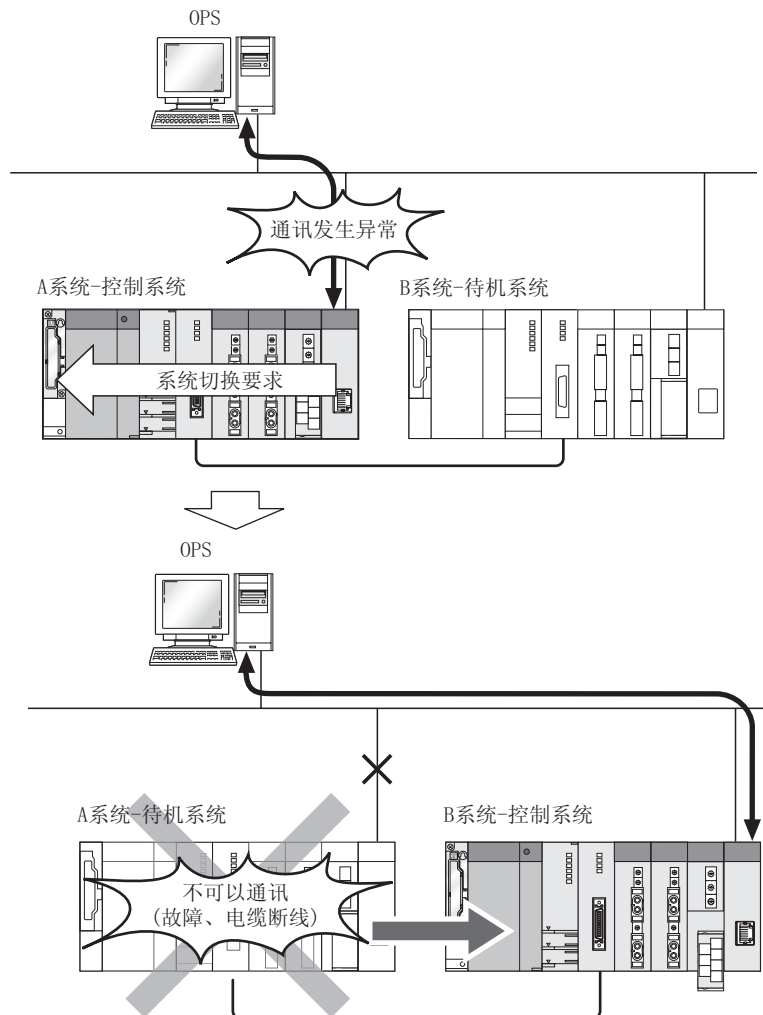 OPS
通讯发生异常
A系统-控制系统
B系统-待机系统
系统切换要求
OPS
A系统-待机系统
B系统-控制系统
不可以通讯
(故障、电缆断线)